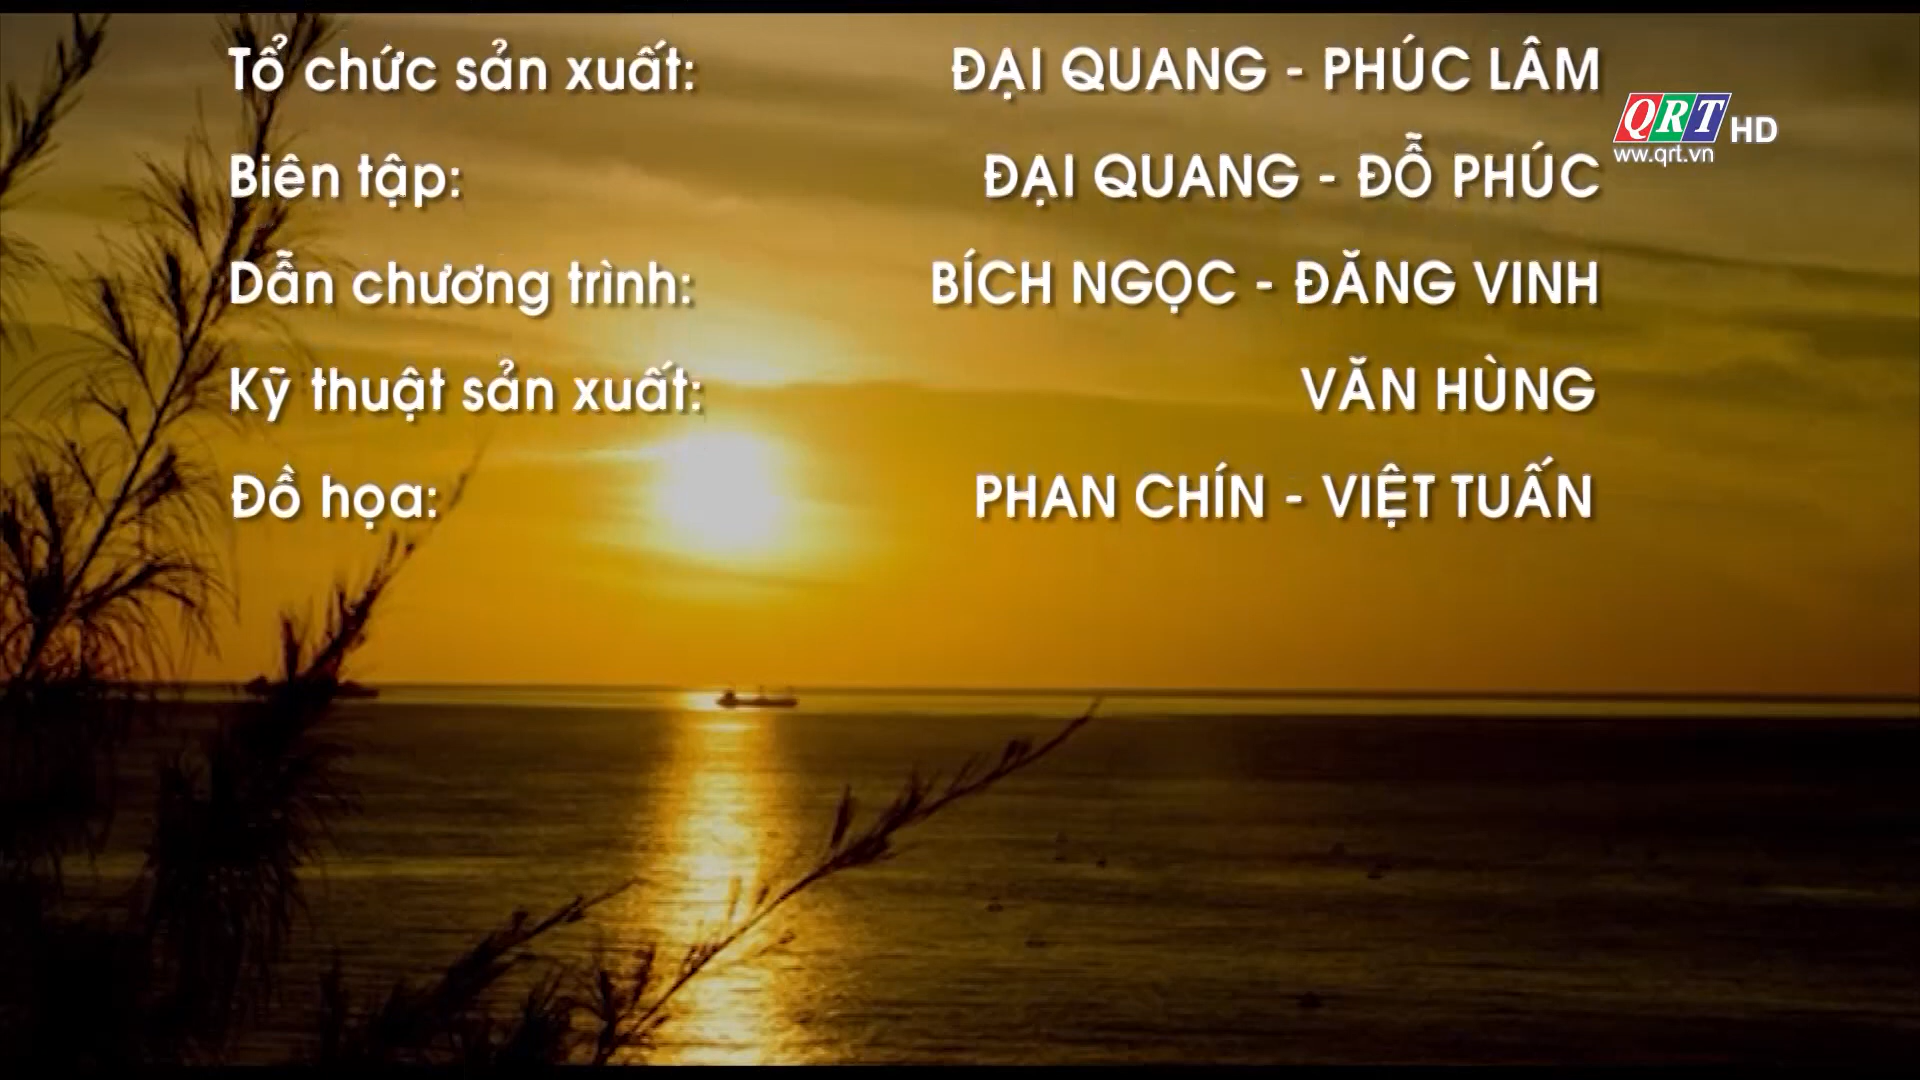 Tổ chức sản xuất: ĐẠI QUANG - PHÚC LÂM
QRT HD
ww.qrt.vn
Biên tập: ĐẠI QUANG - ĐỖ PHÚC
Dẫn chương trình: BÍCH NGỌC - ĐĂNG VINH
Kỹ thuật sản xuất: VĂN HÙNG
Đồ họa: PHAN CHÍN - VIỆT TUẤN